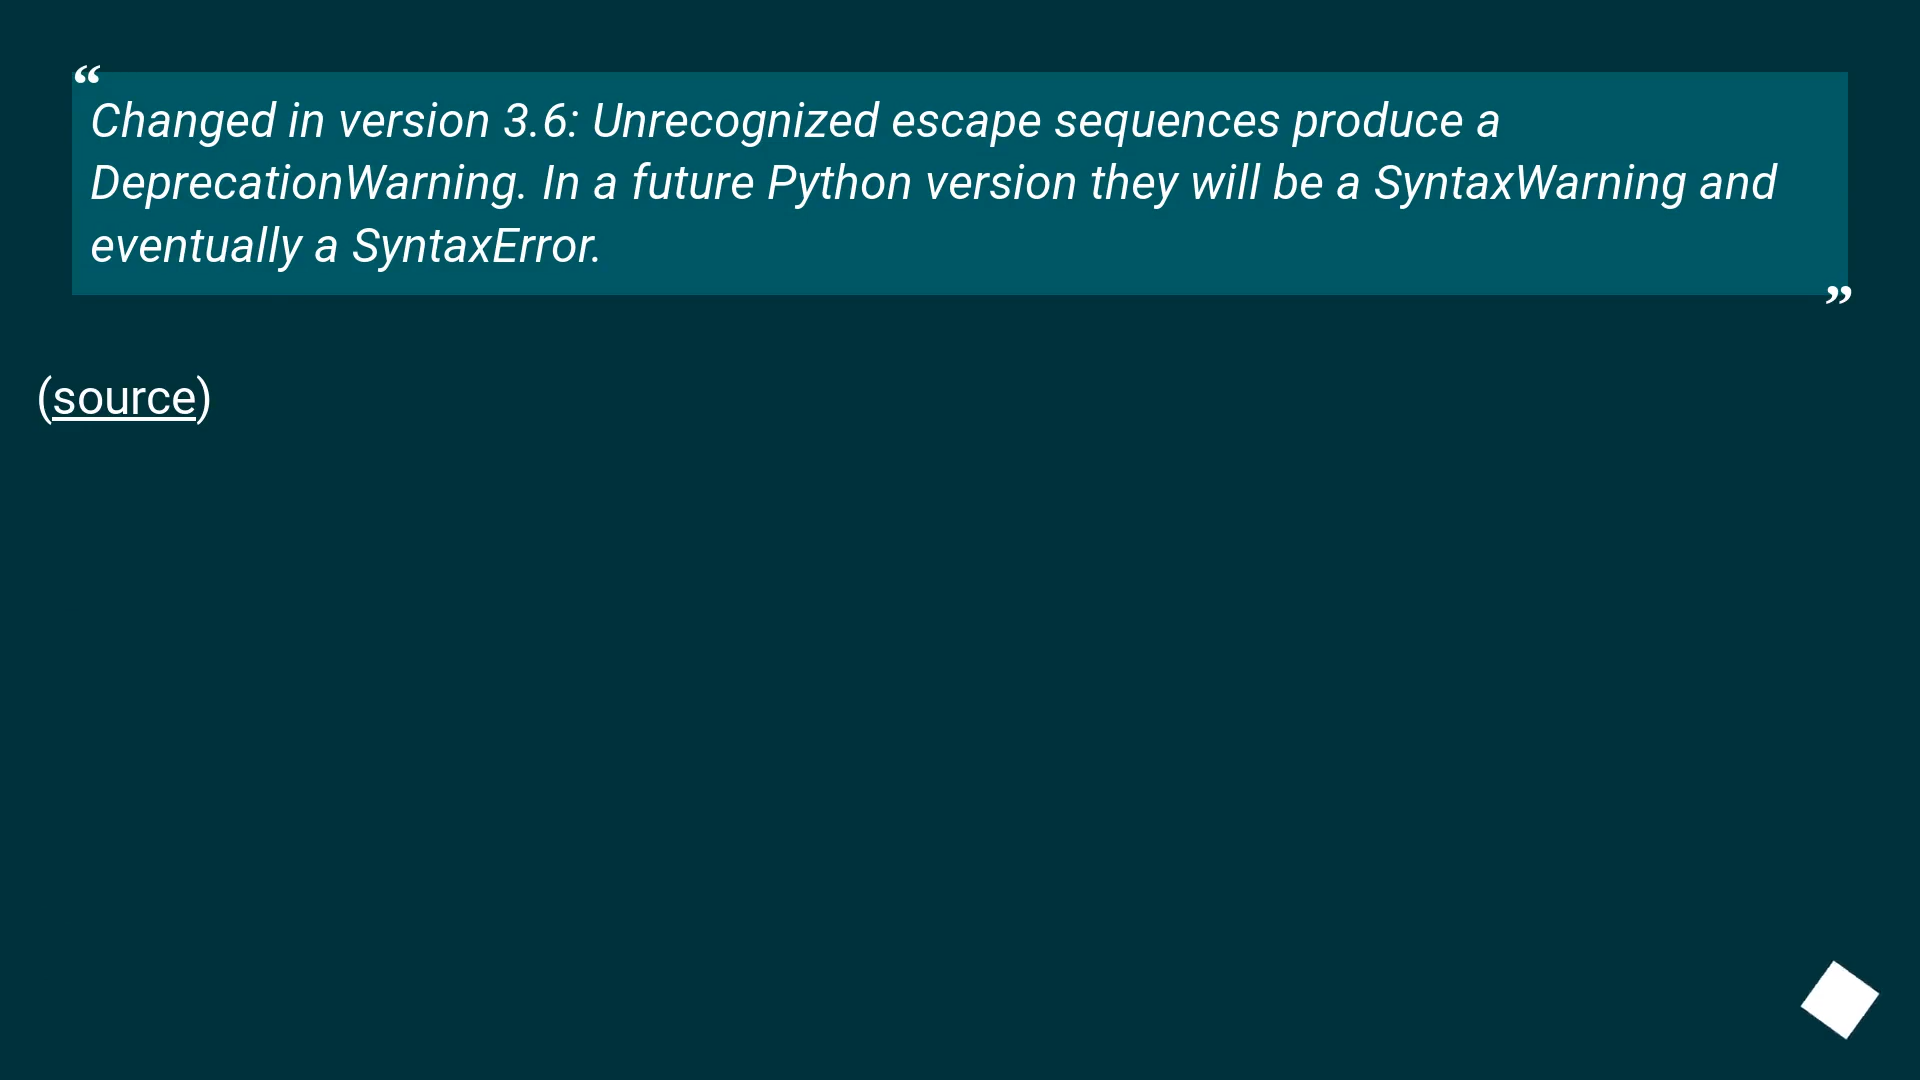 “
Changed in version 3.6: Unrecognized escape sequences produce a
DeprecationWarning. In a future Python version they will be a SyntaxWarning and
eventually a SyntaxError.
”
(source)